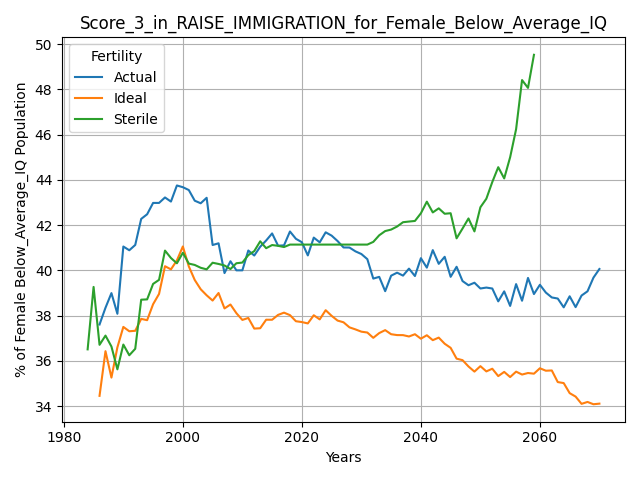 Score_3_in_RAISE_IMMIGRATION_for_Female_Below_Average_IQ
% of Female Below_Average_IQ Population
50
48
46
44
42
40
38
36
34
Fertility
Actual
Ideal
Sterile
1980
2000
2020
2040
2060
Years